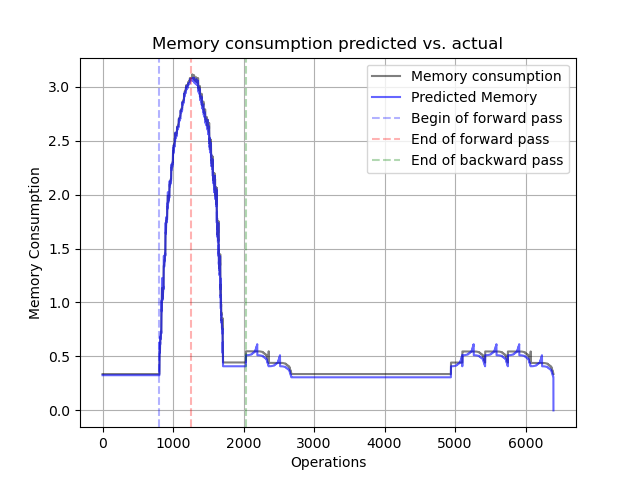 Memory consumption predicted vs. actual
Memory consumption
Predicted Memory
Begin of forward pass
End of forward pass
End of backward pass
Memory Consumption
3.0
2.5
2.0
1.5
1.0
0.5
0.0
0 1000 2000 3000 4000 5000 6000
Operations